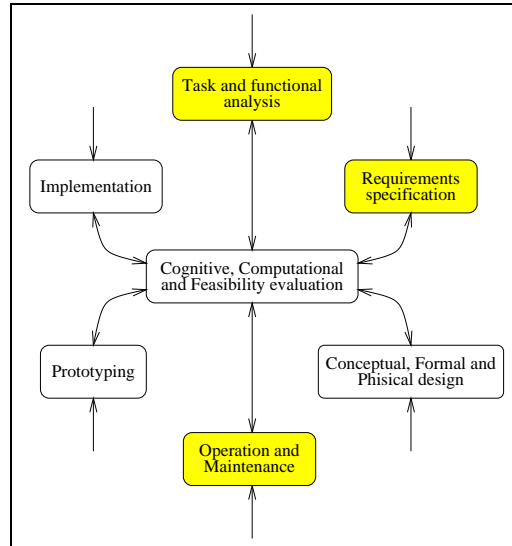 Task and functional
analysis
Implementation
Requirements
specification
Cognitive, Computational
and Feasibility evaluation
Prototyping
Conceptual, Formal and
Phisical design
Operation and
Maintenance